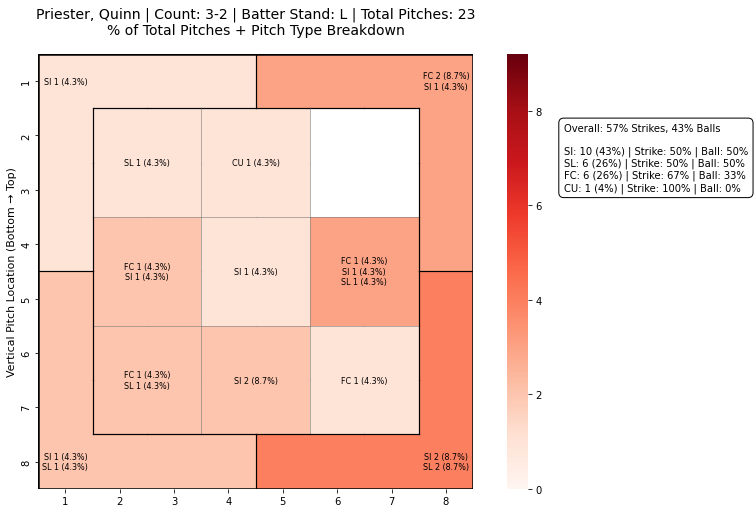 Priester, Quinn | Count: 3-2 | Batter Stand: L | Total Pitches: 23
% of Total Pitches + Pitch Type Breakdown
Vertical Pitch Location (Bottom → Top)
1
2
3
4
5
6
7
8
SI 1 (4.3%)
FC 2 (8.7%)
SI 1 (4.3%)
SL 1 (4.3%)
CU 1 (4.3%)
FC 1 (4.3%)
SI 1 (4.3%)
SI 1 (4.3%)
FC 1 (4.3%)
SI 1 (4.3%)
SL 1 (4.3%)
FC 1 (4.3%)
SL 1 (4.3%)
SI 2 (8.7%)
FC 1 (4.3%)
SI 1 (4.3%)
SL 1 (4.3%)
SI 2 (8.7%)
SL 2 (8.7%)
1 2 3 4 5 6 7 8
8
6
4
2
0
Overall: 57% Strikes, 43% Balls
SI: 10 (43%) | Strike: 50% | Ball: 50%
SL: 6 (26%) | Strike: 50% | Ball: 50%
FC: 6 (26%) | Strike: 67% | Ball: 33%
CU: 1 (4%) | Strike: 100% | Ball: 0%